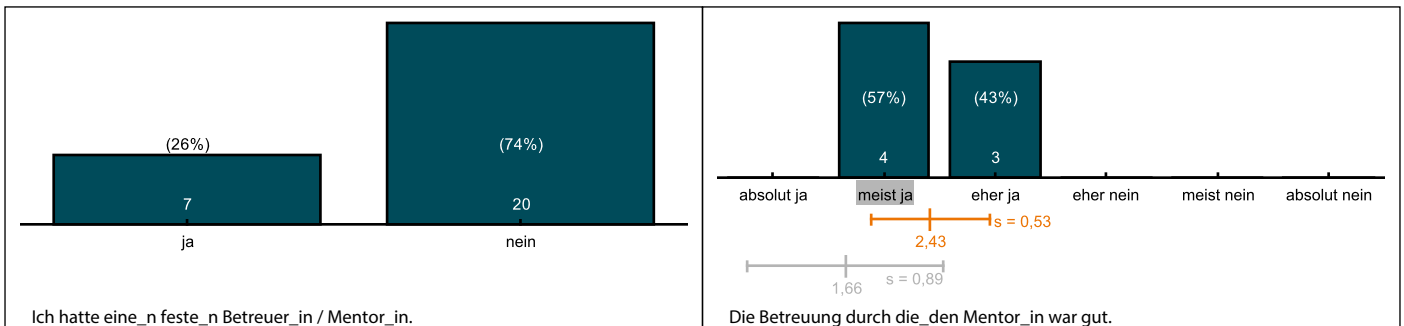 (26%)
7
ja
(74%)
20
nein
Ich hatte eine_n feste_n Betreuer_in / Mentor_in.
(57%)
(43%)
4
3
absolut ja
meist ja
eher ja
eher nein
meist nein
absolut nein
s = 0,53
2,43
s = 0,89
1,66
Die Betreuung durch die_den Mentor_in war gut.